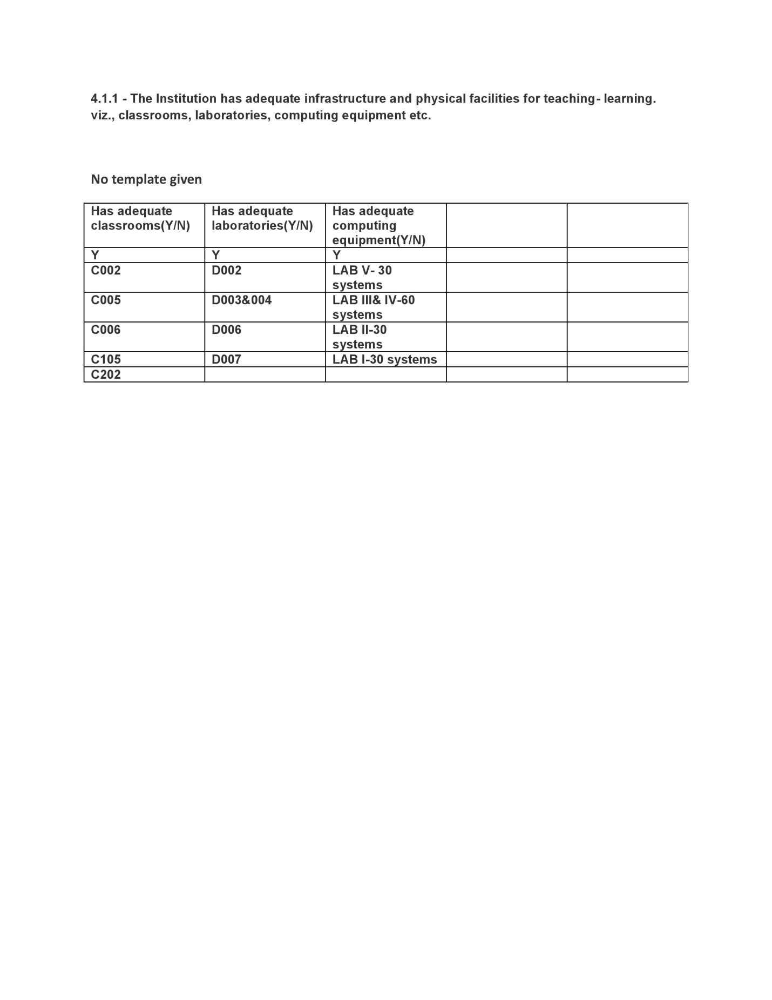 4.1.1 - The Institution has adequate infrastructure and physical facilities for teaching- learning.
viz., classrooms, laboratories, computing equipment etc.
No template given
Has adequate classrooms(Y/N) Has adequate laboratories(Y/N) Has adequate computing equipment(Y/N)
Y Y Y
C002 D002 LAB V- 30 systems
C005 D003&004 LAB III& IV-60 systems
C006 D006 LAB II-30 systems
C105 D007 LAB I-30 systems
C202